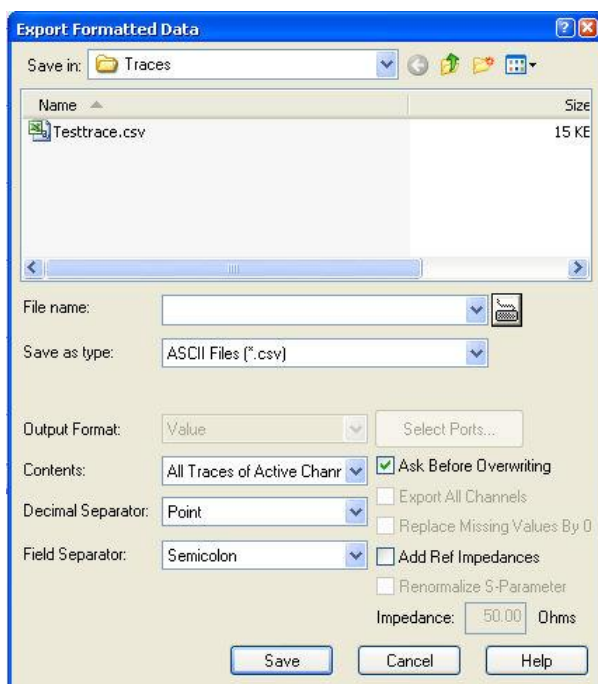 Export Formatted Data
Save in: Traces
Name Size
Testtrace.csv 15 KE
File name:
Save as type: ASCII Files (*.csv)
Output Format: Value Select Ports...
Contents: All Traces of Active Chanr Ask Before Overwriting
Export All Channels
Decimal Separator: Point
Replace Missing Values By 0
Field Separator: Semicolon Add Ref Impedances
Renormalize S-Parameter
Impedance: 50.00 Ohms
Save Cancel Help